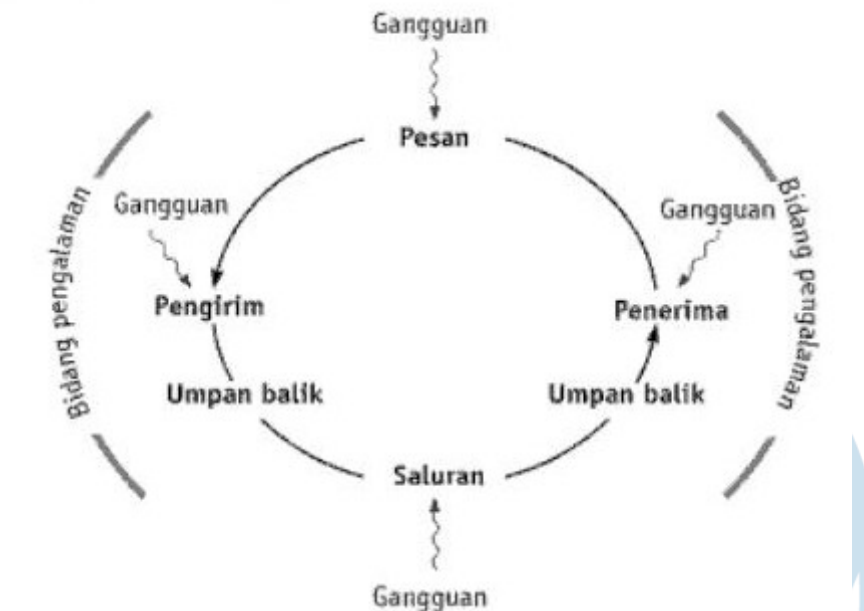 Gangguan
Pesan
Gangguan
Gangguan
Bidang pengalaman
Bidang pengalaman
Pengirim
Penerima
Umpan balik
Umpan balik
Saluran
Gangguan